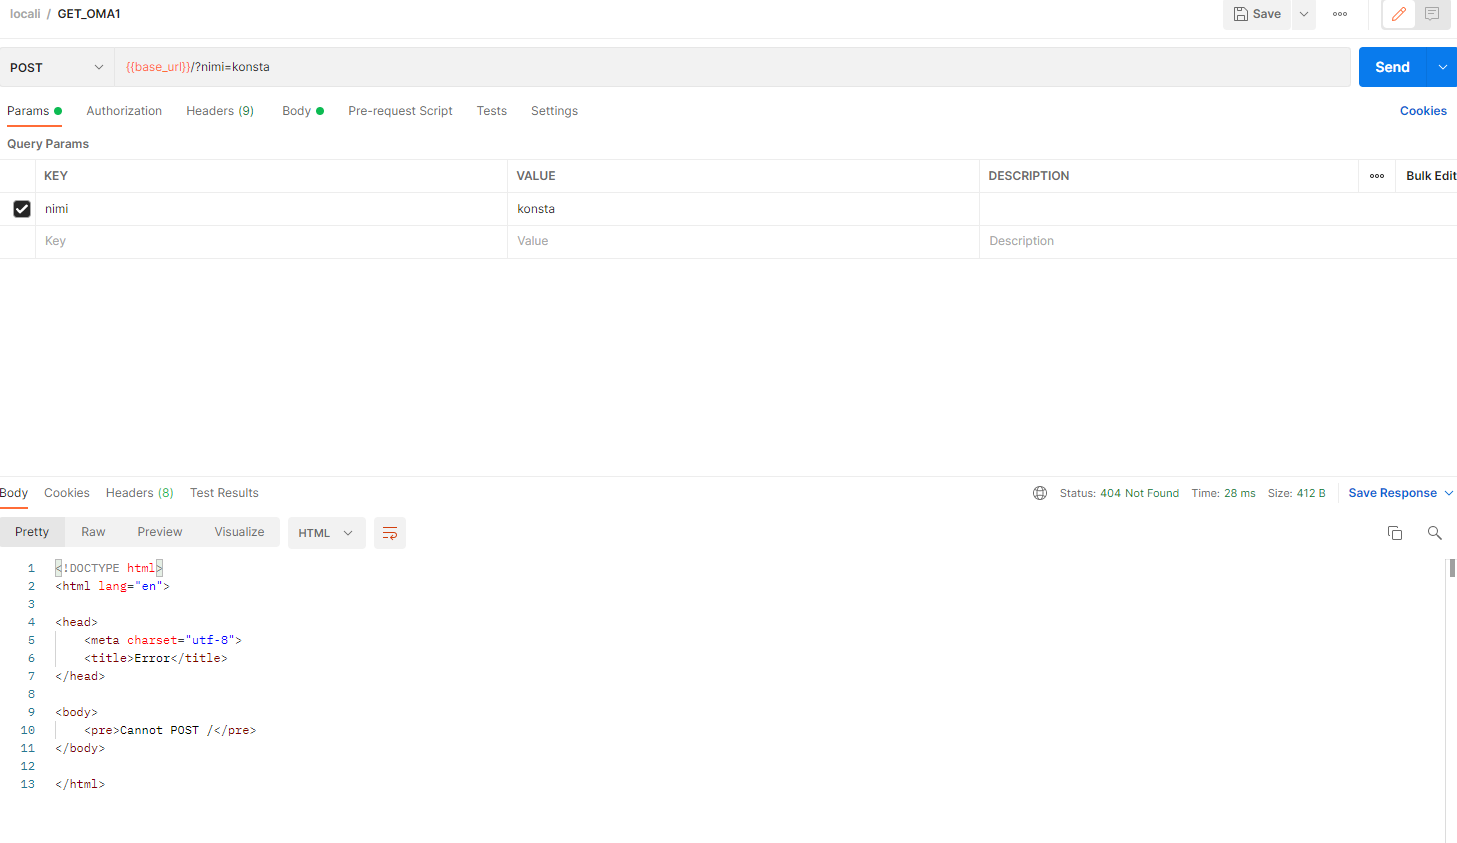 locali / GET_OMA1 Save
POST {{base_url}}/?nimi=konsta Send
Params Authorization Headers (9) Body Pre-request Script Tests Settings Cookies
Query Params
KEY VALUE DESCRIPTION Bulk Edit
nimi konsta
Key Value Description
Body Cookies Headers (8) Test Results Status: 404 Not Found Time: 28 ms Size: 412 B Save Response
Pretty Raw Preview Visualize HTML
1 <!DOCTYPE html>
2 <html lang="en">
3
4 <head>
5 <meta charset="utf-8">
6 <title>Error</title>
7 </head>
8
9 <body>
10 <pre>Cannot POST /</pre>
11 </body>
12
13 </html>